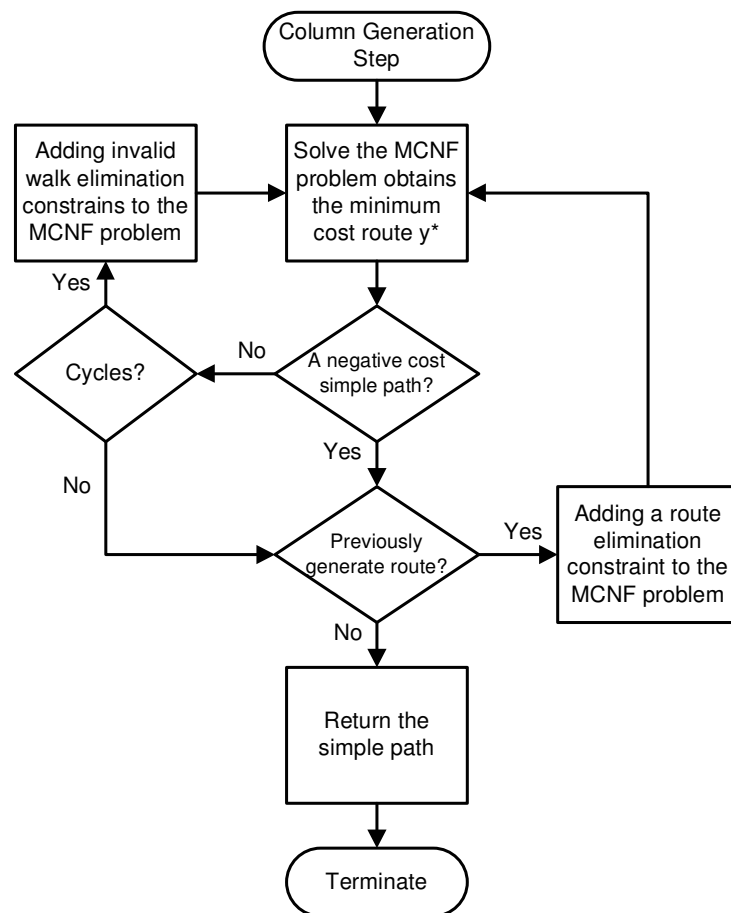 Column Generation
Step
Adding invalid
walk elimination
constrains to the
MCNF problem
Solve the MCNF
problem obtains
the minimum
cost route y*
Yes
No
Cycles?
A negative cost
simple path?
Yes
No
Previously
generate route?
Yes
Adding a route
elimination
constraint to the
MCNF problem
No
Return the
simple path
Terminate